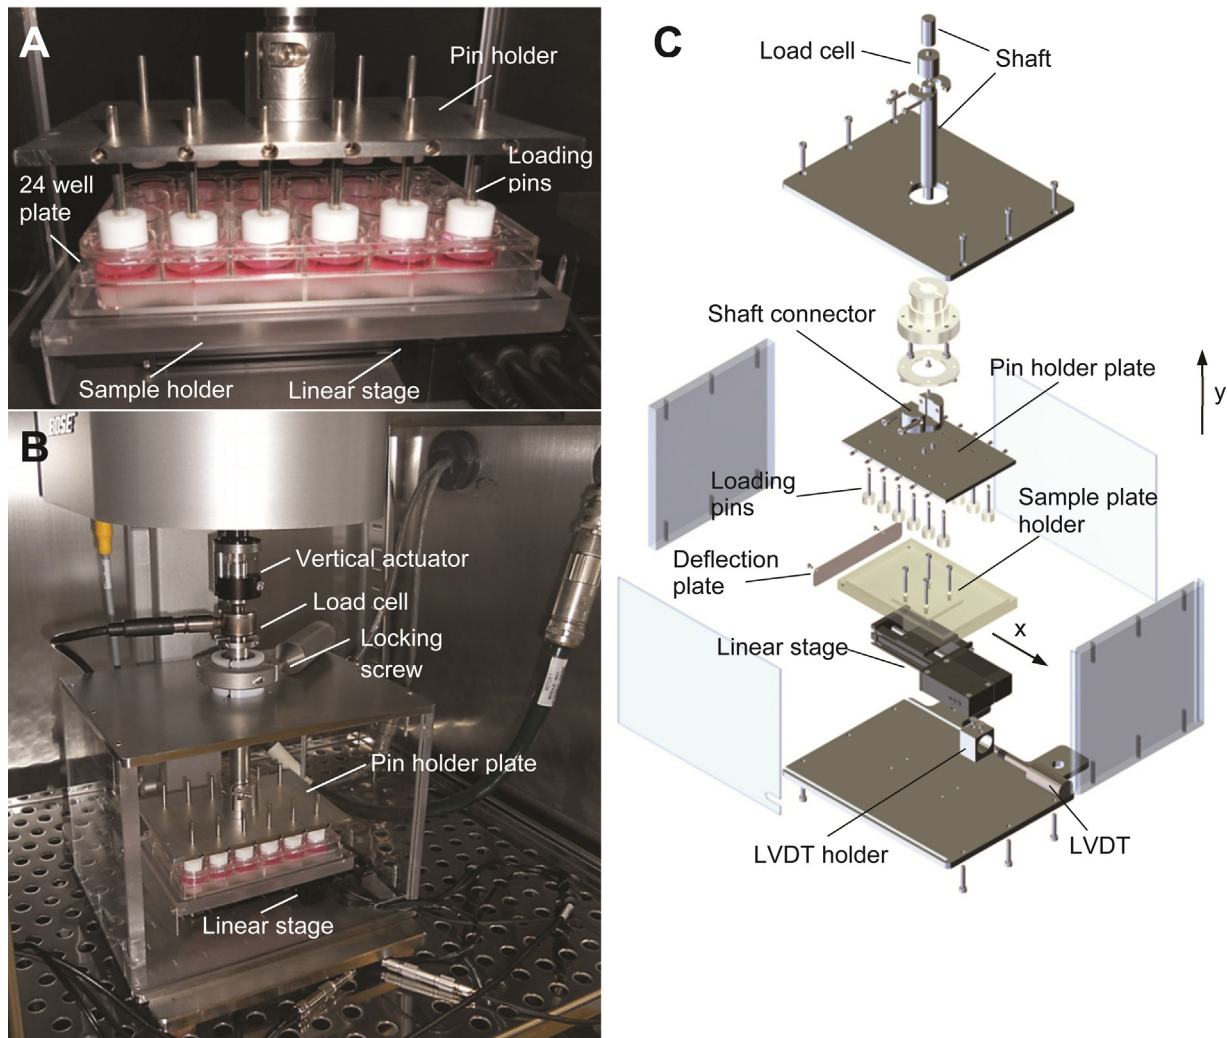 A
Pin holder
Loading
pins
24 well
plate
Sample holder
Linear stage
B
BOSE
Vertical actuator
Load cell
Locking
screw
Pin holder plate
Linear stage
C
Load cell
Shaft
Shaft connector
Pin holder plate
y
Loading
pins
Sample plate
holder
Deflection
plate
x
Linear stage
LVDT holder
LVDT